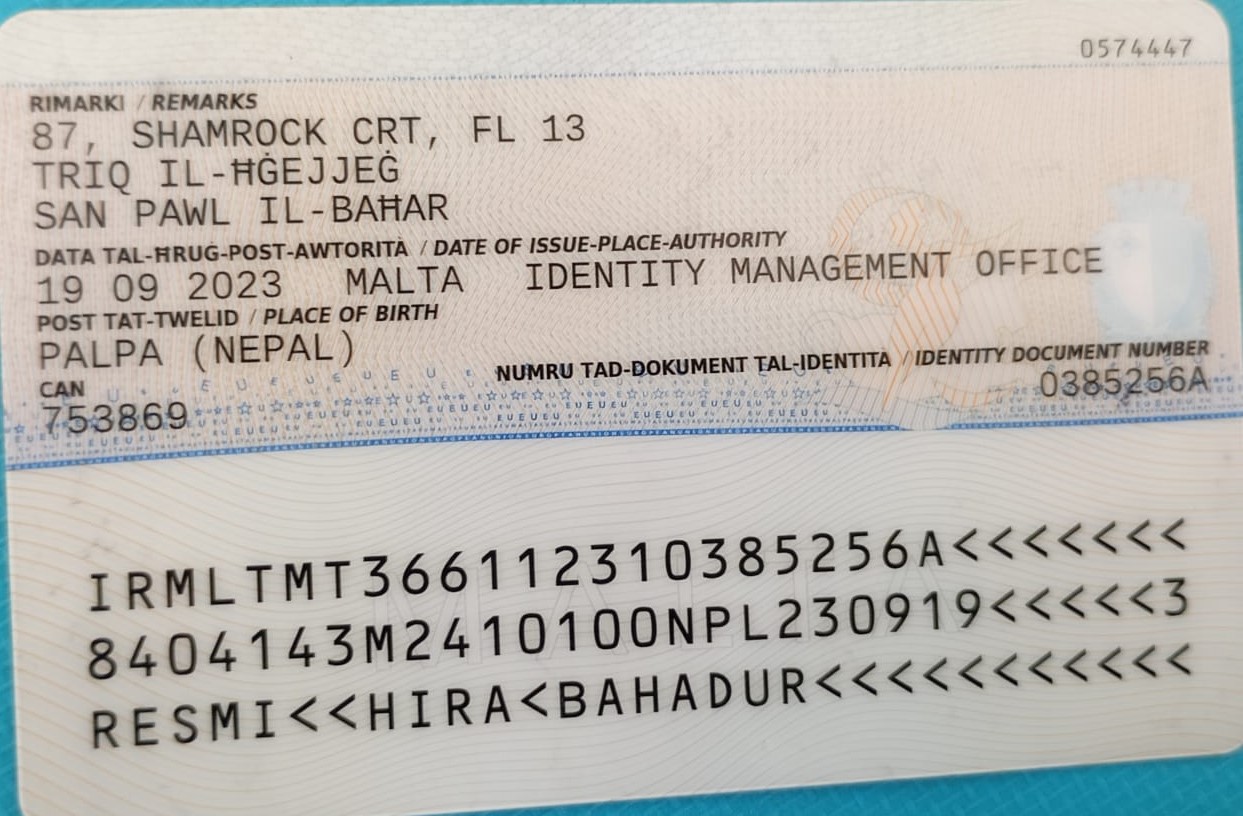 0574447
RIMARKI / REMARKS
87, SHAMROCK CRT, FL 13
TRIQ IL-ĦĠEJJEĠ
SAN PAWL IL-BAĦAR
DATA TAL-ĦRUĠ-POST-AWTORITÀ / DATE OF ISSUE-PLACE-AUTHORITY
19 09 2023 MALTA IDENTITY MANAGEMENT OFFICE
POST TAT-TWELID / PLACE OF BIRTH
PALPA (NEPAL)
NUMRU TAD-DOKUMENT TAL-IDENTITÀ / IDENTITY DOCUMENT NUMBER
0385256A
CAN
753869
IRMLTMT366112310385256A<<<<<<<
8404143M2410100NPL230919<<<<<3
RESMI<<HIRA<BAHADUR<<<<<<<<<<<